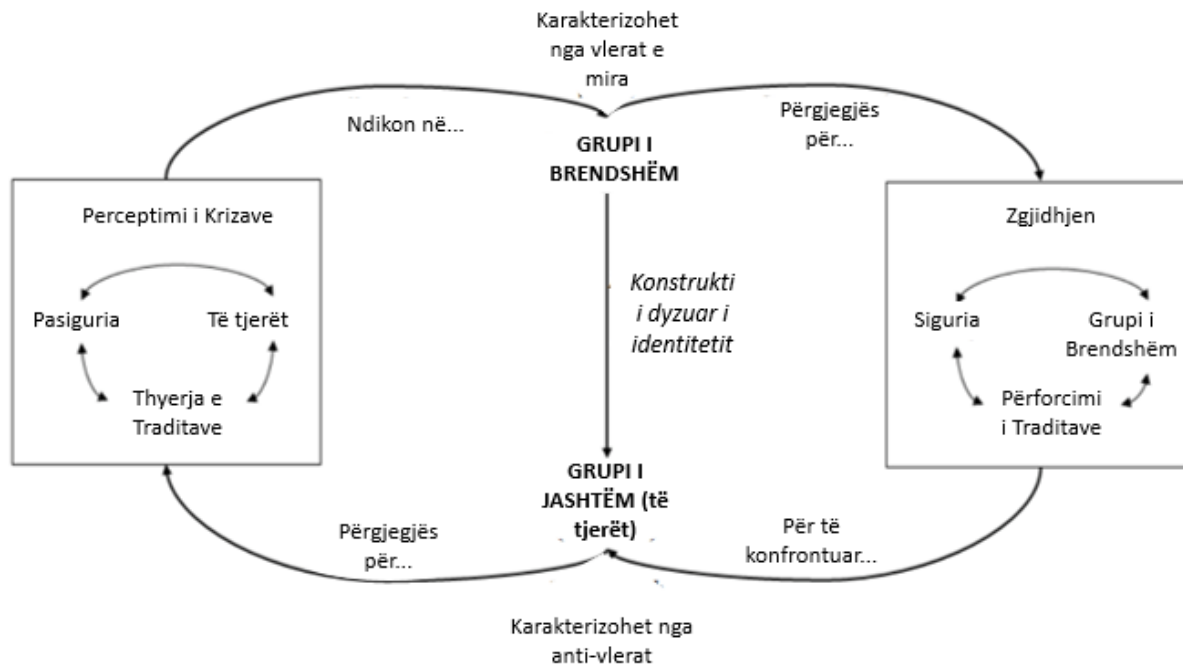 Karakterizohet
nga vlerat e
mira
Ndikon në...
Përgjegjës
për...
GRUPI I
BRENDSHËM
Perceptimi i Krizave
Pasiguria
Të tjerët
Thyerja e
Traditave
Konstrukti
i dyzuar i
identitetit
Zgjidhjen
Siguria
Grupi i
Brendshëm
Përforcimi
i Traditave
GRUPI I
JASHTËM (të
tjerët)
Përgjegjës
për...
Për të
konfrontuar...
Karakterizohet nga
anti-vlerat